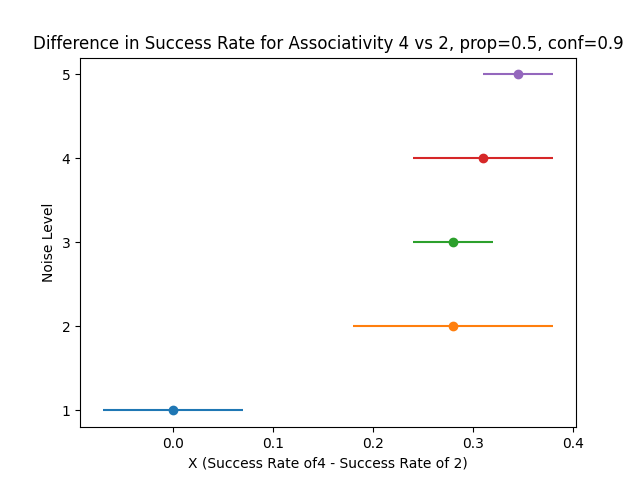 Difference in Success Rate for Associativity 4 vs 2, prop=0.5, conf=0.9
5
4
3
2
1
Noise Level
0.0 0.1 0.2 0.3 0.4
X (Success Rate of4 - Success Rate of 2)